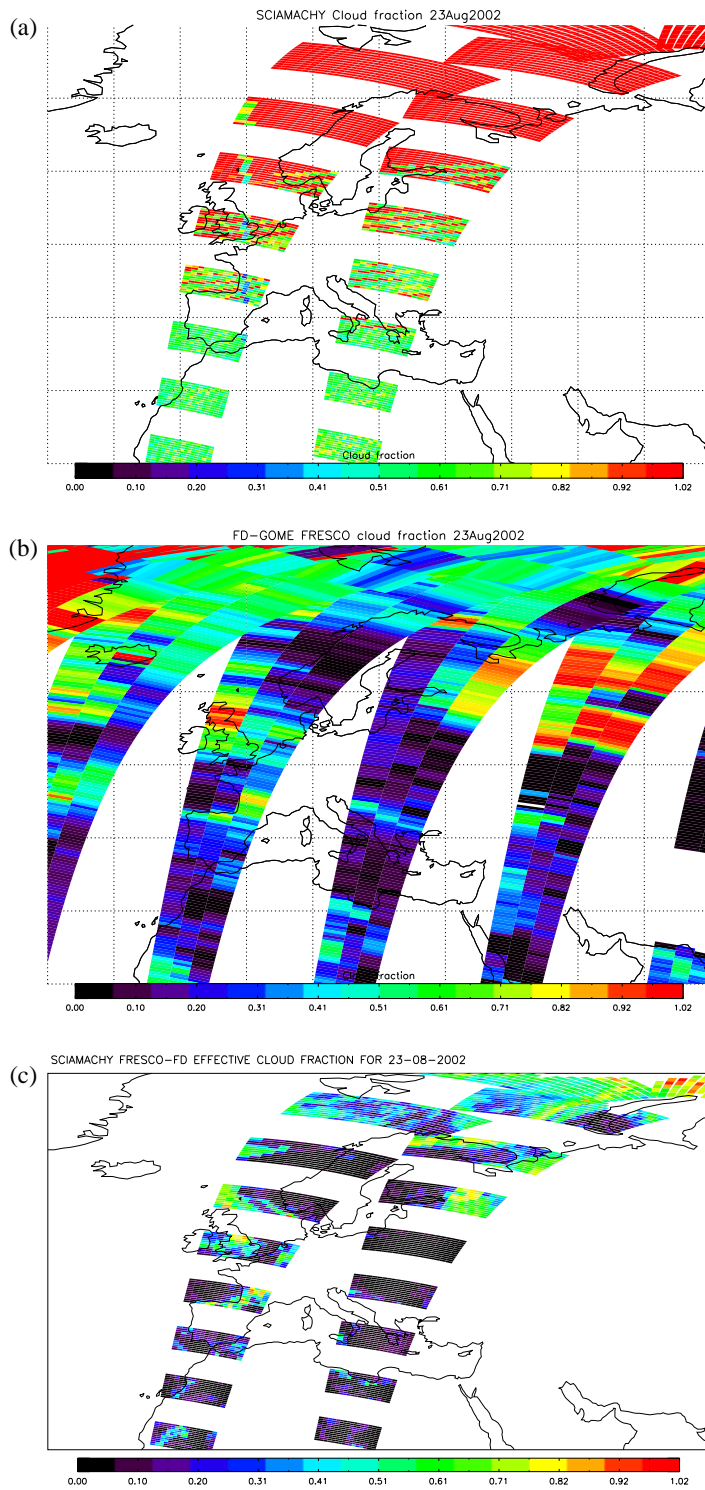 (a)
SCIAMACHY Cloud fraction 23Aug2002
Cloud fraction
0.00 0.10 0.20 0.31 0.41 0.51 0.61 0.71 0.82 0.92 1.02
(b)
FD-GOME FRESCO cloud fraction 23Aug2002
Cloud fraction
0.00 0.10 0.20 0.31 0.41 0.51 0.61 0.71 0.82 0.92 1.02
(c)
SCIAMACHY FRESCO-FD EFFECTIVE CLOUD FRACTION FOR 23-08-2002
0.00 0.10 0.20 0.31 0.41 0.51 0.61 0.71 0.82 0.92 1.02